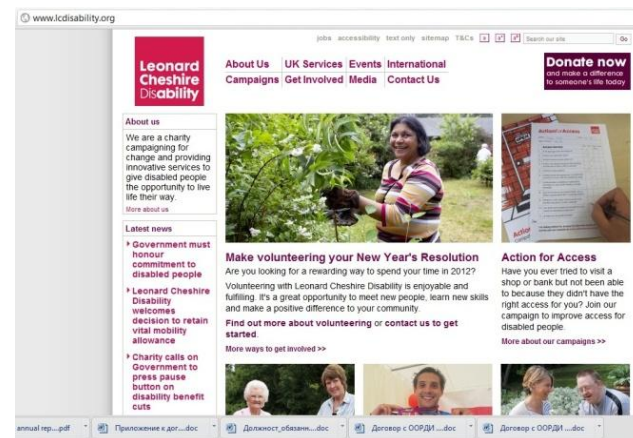 www.lcdisability.org
jobs accessibility text only sitemap T&Cs a a a Search our site Go
Leonard
Cheshire
Disability
About Us UK Services Events International
Campaigns Get Involved Media Contact Us
Donate now
and make a difference
to someone's life today
About us
We are a charity
campaigning for
change and providing
innovative services to
give disabled people
the opportunity to live
life their way.
More about us
Latest news
Government must
honour
commitment to
disabled people
Leonard Cheshire
Disability
welcomes
decision to retain
vital mobility
allowance
Charity calls on
Government to
press pause
button on
disability benefit
cuts
Action for Access
Make volunteering your New Year's Resolution
Are you looking for a rewarding way to spend your time in 2012?
Volunteering with Leonard Cheshire Disability is enjoyable and
fulfilling. It's a great opportunity to meet new people, learn new skills
and make a positive difference to your community.
Find out more about volunteering or contact us to get
started.
More ways to get involved >>
Action for Access
Have you ever tried to visit a
shop or bank but not been able
to because they didn't have the
right access for you? Join our
campaign to improve access for
disabled people.
More about our campaigns >>
annual rep....pdf
Приложение к дог....doc
Должност_обязанн....doc
Договор с ООРДИ ....doc
Договор с ООРДИ ....doc